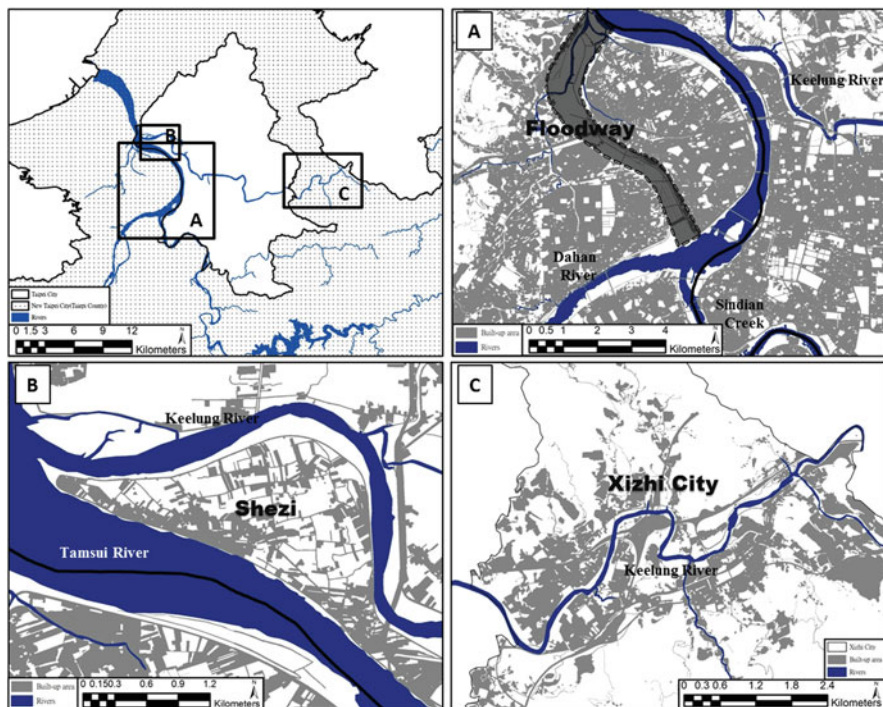 B
A
C
Taipei City
New Taipei City(Taipei County)
Rivers
0 1.5 3 6 9 12
Kilometers
N
A
Keelung River
Floodway
Dahan
River
Sindian
Creek
Built-up area
Rivers
0 0.5 1 2 3 4
Kilometers
N
B
Keelung River
Shezi
Tamsui River
Built-up area
Rivers
0 0.15 0.3 0.6 0.9 1.2
Kilometers
N
C
Xizhi City
Keelung River
Xizhi City
Built-up area
Rivers
0 0.3 0.6 1.2 1.8 2.4
Kilometers
N